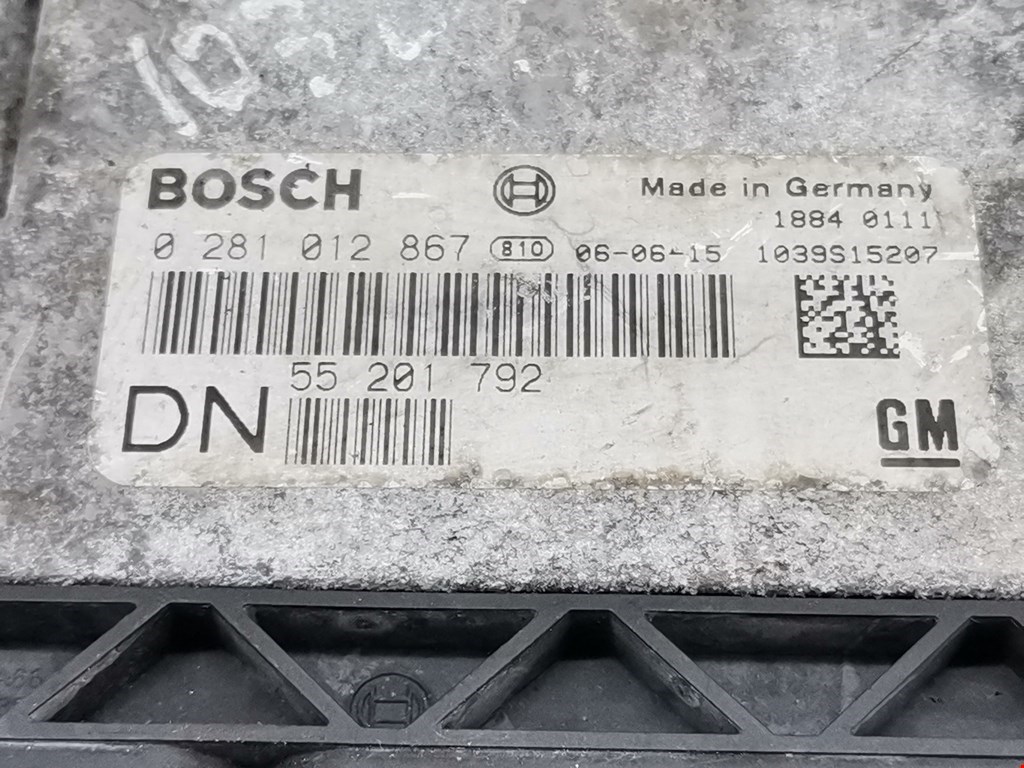 10
BOSCH
Made in Germany
1884 0111
0 281 012 867 810 06-06-15 1039S15207
55 201 792
DN
GM